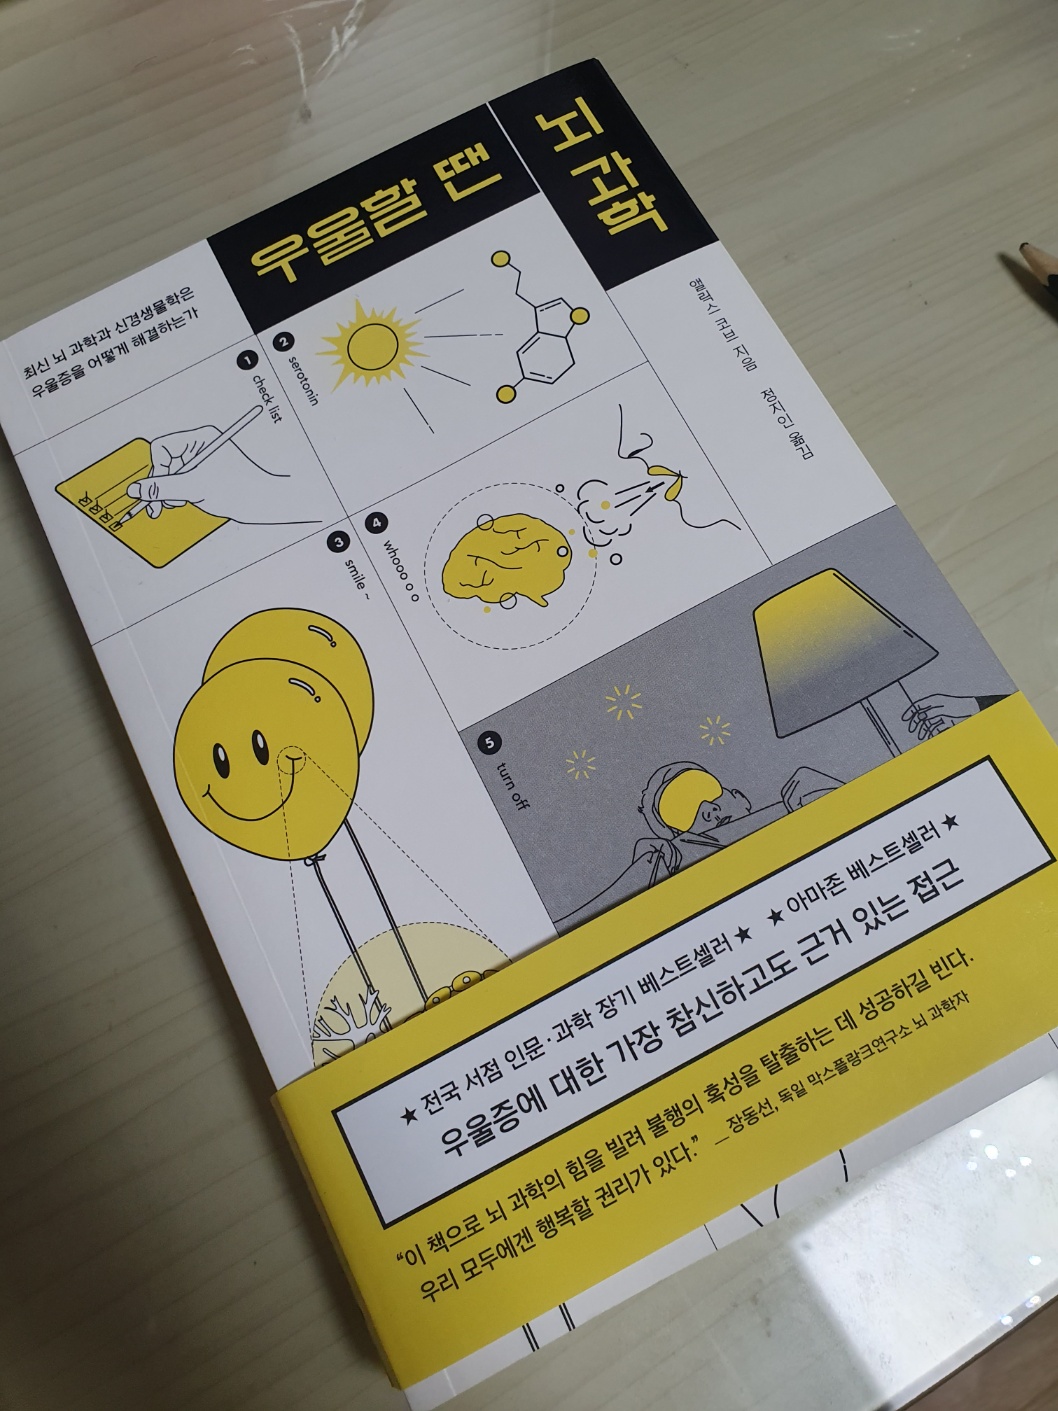 우울할 땐
뇌 과학
최신 뇌 과학과 신경생물학은
우울증을 어떻게 해결하는가
앨릭스 코브 지음 정지인 옮김
1 check list
2 serotonin
3 smile ~
4 whooo o o
5 turn off
★ 전국 서점 인문·과학 장기 베스트셀러 ★ ★ 아마존 베스트셀러 ★
우울증에 대한 가장 참신하고도 근거 있는 접근
“이 책으로 뇌 과학의 힘을 빌려 불행의 혹성을 탈출하는 데 성공하길 빈다.
우리 모두에겐 행복할 권리가 있다.” —장동선, 독일 막스플랑크연구소 뇌 과학자